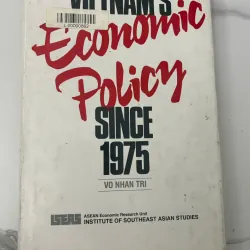 VIETNAM'S
Economic
Policy
SINCE
1975
VO NHAN TRI
ISEAS
ASEAN Economic Research Unit
INSTITUTE OF SOUTHEAST ASIAN STUDIES